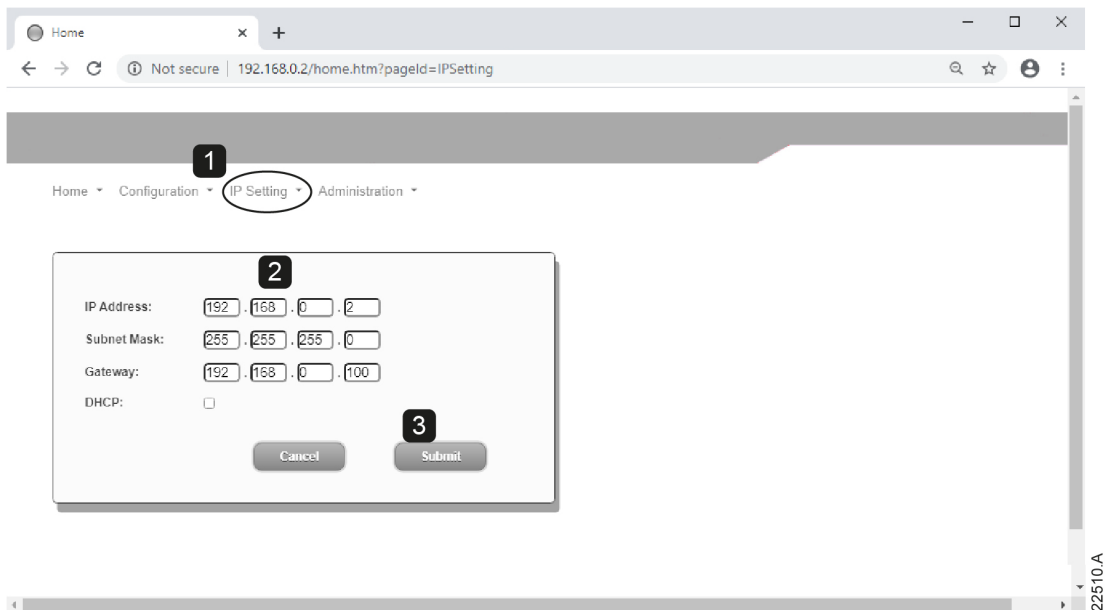 Home × +
Not secure | 192.168.0.2/home.htm?pageId=IPSetting
1
Home Configuration IP Setting Administration
2
IP Address: 192 . 168 . 0 . 2
Subnet Mask: 255 . 255 . 255 . 0
Gateway: 192 . 168 . 0 . 100
DHCP:
3
Cancel Submit
22510.A